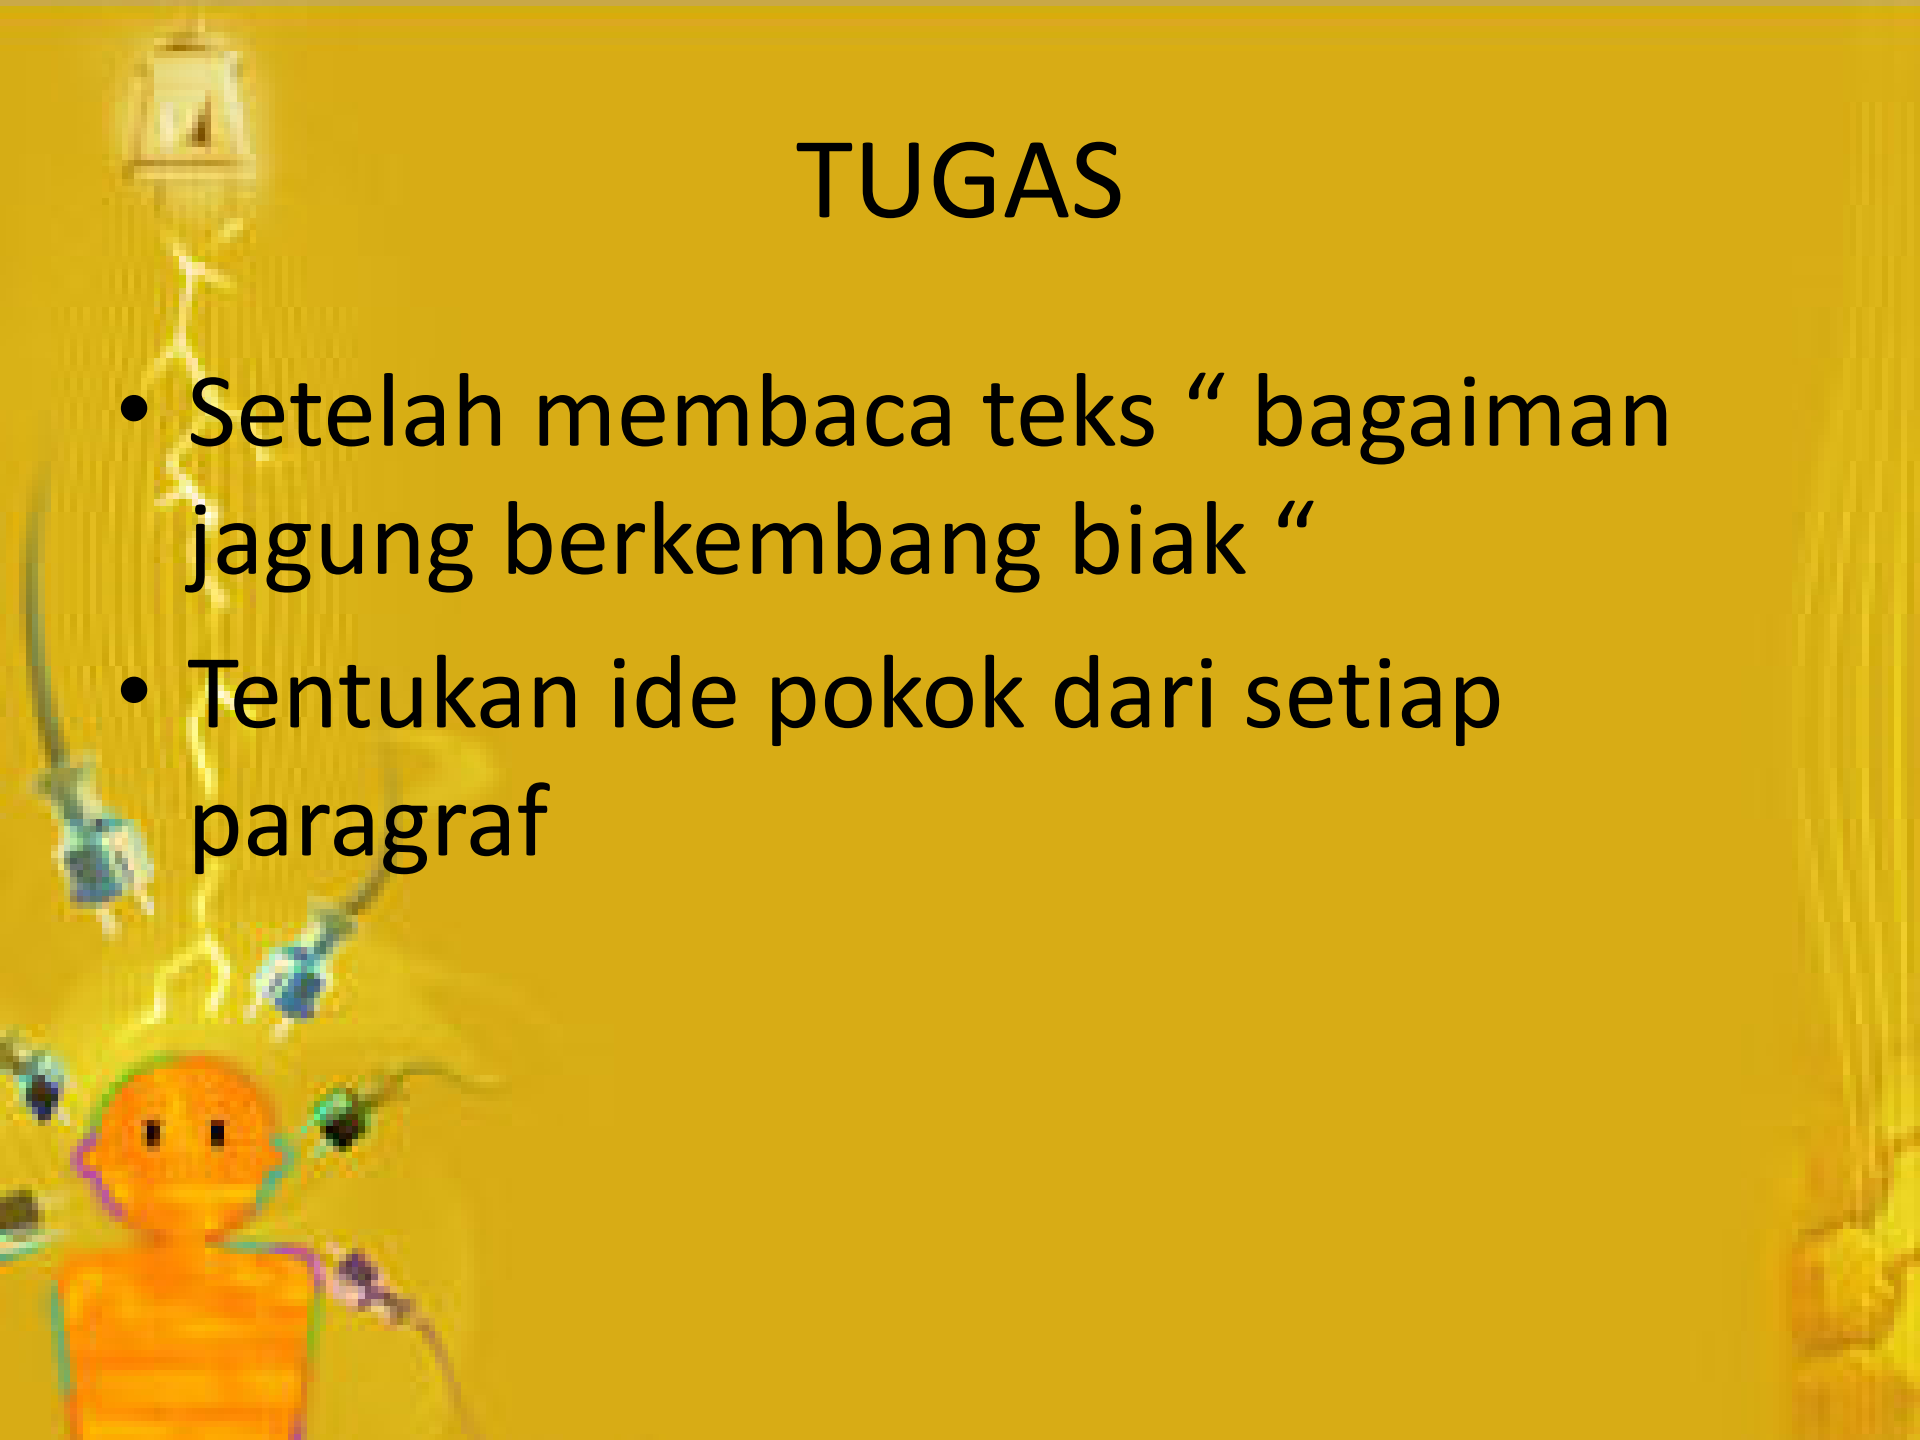 TUGAS
• Setelah membaca teks “ bagaiman
jagung berkembang biak “
• Tentukan ide pokok dari setiap
paragraf